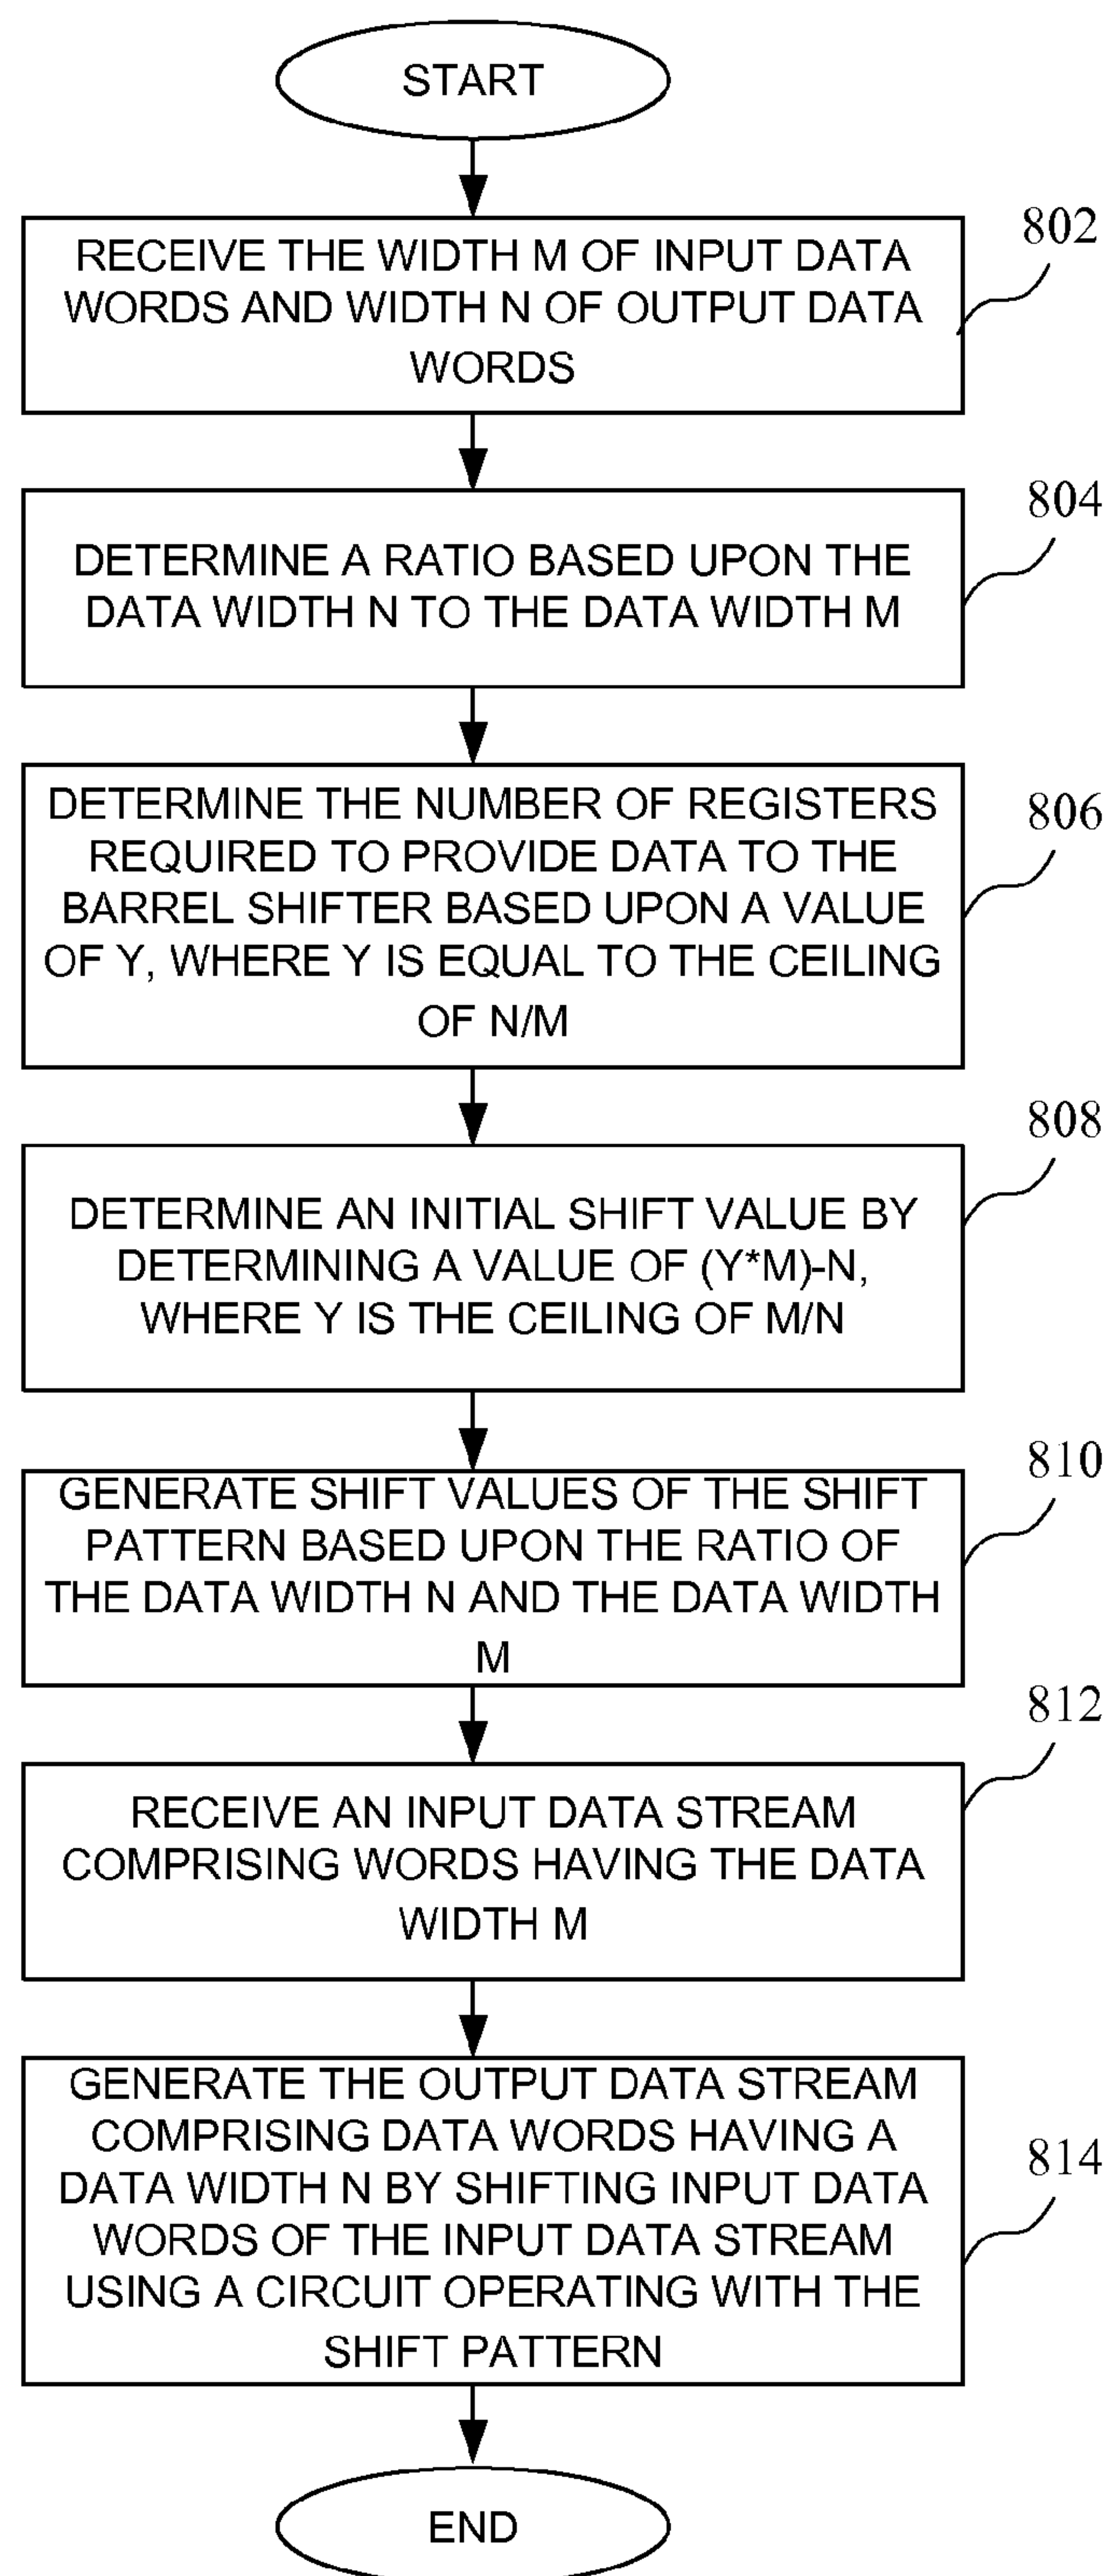 START
802
RECEIVE THE WIDTH M OF INPUT DATA
WORDS AND WIDTH N OF OUTPUT DATA
WORDS
804
DETERMINE A RATIO BASED UPON THE
DATA WIDTH N TO THE DATA WIDTH M
806
DETERMINE THE NUMBER OF REGISTERS
REQUIRED TO PROVIDE DATA TO THE
BARREL SHIFTER BASED UPON A VALUE
OF Y, WHERE Y IS EQUAL TO THE CEILING
OF N/M
808
DETERMINE AN INITIAL SHIFT VALUE BY
DETERMINING A VALUE OF (Y*M)-N,
WHERE Y IS THE CEILING OF M/N
810
GENERATE SHIFT VALUES OF THE SHIFT
PATTERN BASED UPON THE RATIO OF
THE DATA WIDTH N AND THE DATA WIDTH
M
812
RECEIVE AN INPUT DATA STREAM
COMPRISING WORDS HAVING THE DATA
WIDTH M
814
GENERATE THE OUTPUT DATA STREAM
COMPRISING DATA WORDS HAVING A
DATA WIDTH N BY SHIFTING INPUT DATA
WORDS OF THE INPUT DATA STREAM
USING A CIRCUIT OPERATING WITH THE
SHIFT PATTERN
END